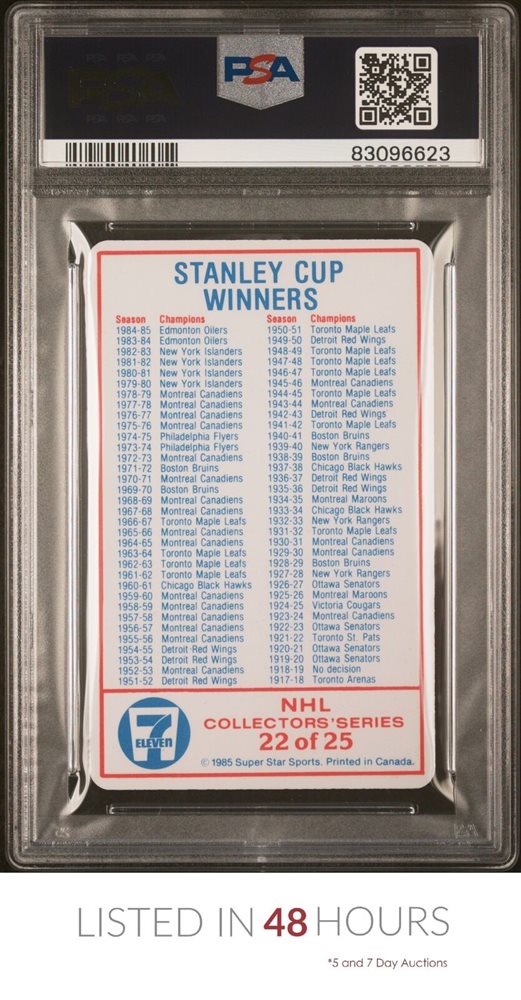 PSA
83096623
STANLEY CUP
WINNERS
Season Champions
1984-85 Edmonton Oilers
1983-84 Edmonton Oilers
1982-83 New York Islanders
1981-82 New York Islanders
1980-81 New York Islanders
1979-80 New York Islanders
1978-79 Montreal Canadiens
1977-78 Montreal Canadiens
1976-77 Montreal Canadiens
1975-76 Montreal Canadiens
1974-75 Philadelphia Flyers
1973-74 Philadelphia Flyers
1972-73 Montreal Canadiens
1971-72 Boston Bruins
1970-71 Montreal Canadiens
1969-70 Boston Bruins
1968-69 Montreal Canadiens
1967-68 Montreal Canadiens
1966-67 Toronto Maple Leafs
1965-66 Montreal Canadiens
1964-65 Montreal Canadiens
1963-64 Toronto Maple Leafs
1962-63 Toronto Maple Leafs
1961-62 Toronto Maple Leafs
1960-61 Chicago Black Hawks
1959-60 Montreal Canadiens
1958-59 Montreal Canadiens
1957-58 Montreal Canadiens
1956-57 Montreal Canadiens
1955-56 Montreal Canadiens
1954-55 Detroit Red Wings
1953-54 Detroit Red Wings
1952-53 Montreal Canadiens
1951-52 Detroit Red Wings
Season Champions
1950-51 Toronto Maple Leafs
1949-50 Detroit Red Wings
1948-49 Toronto Maple Leafs
1947-48 Toronto Maple Leafs
1946-47 Toronto Maple Leafs
1945-46 Montreal Canadiens
1944-45 Toronto Maple Leafs
1943-44 Montreal Canadiens
1942-43 Detroit Red Wings
1941-42 Toronto Maple Leafs
1940-41 Boston Bruins
1939-40 New York Rangers
1938-39 Boston Bruins
1937-38 Chicago Black Hawks
1936-37 Detroit Red Wings
1935-36 Detroit Red Wings
1934-35 Montreal Maroons
1933-34 Chicago Black Hawks
1932-33 New York Rangers
1931-32 Toronto Maple Leafs
1930-31 Montreal Canadiens
1929-30 Montreal Canadiens
1928-29 Boston Bruins
1927-28 New York Rangers
1926-27 Ottawa Senators
1925-26 Montreal Maroons
1924-25 Victoria Cougars
1923-24 Montreal Canadiens
1922-23 Ottawa Senators
1921-22 Toronto St. Pats
1920-21 Ottawa Senators
1919-20 Ottawa Senators
1918-19 No decision
1917-18 Toronto Arenas
7
ELEVEn
NHL
COLLECTORS' SERIES
22 of 25
© 1985 Super Star Sports. Printed in Canada.
LISTED IN 48 HOURS
*5 and 7 Day Auctions